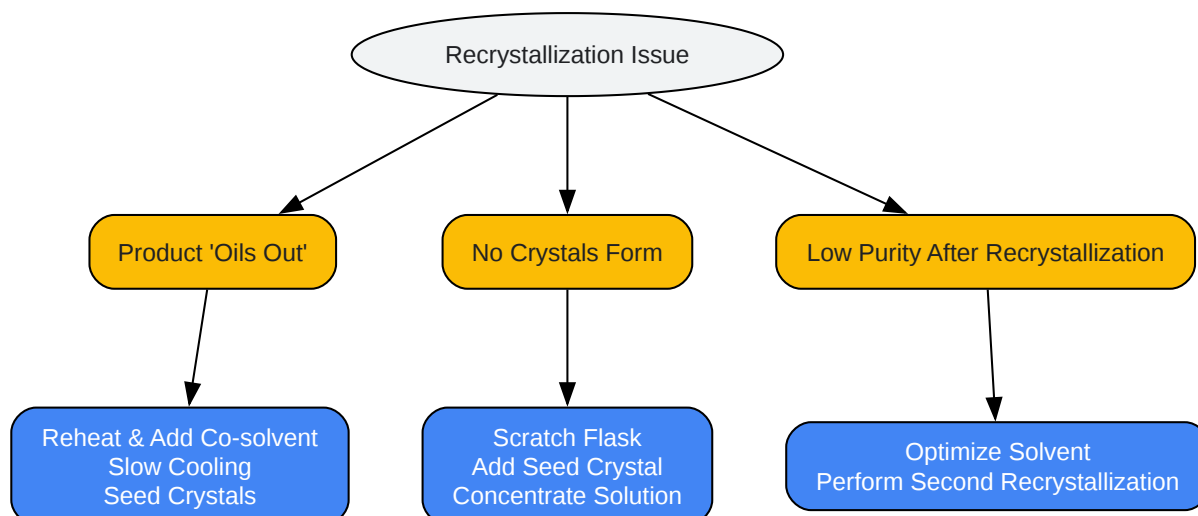 Recrystallization Issue
Product 'Oils Out'
No Crystals Form
Low Purity After Recrystallization
Reheat & Add Co-solvent
Slow Cooling
Seed Crystals
Scratch Flask
Add Seed Crystal
Concentrate Solution
Optimize Solvent
Perform Second Recrystallization